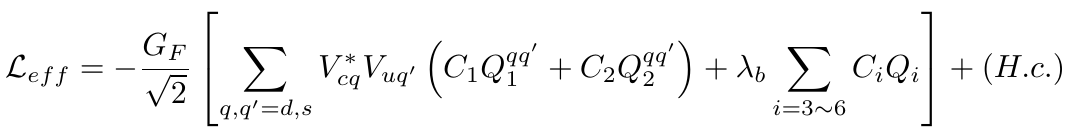 \mathcal{L}_{eff} = -\frac{G_F}{\sqrt{2}} \left[ \sum_{q,q'=d,s} V_{cq}^* V_{uq'} \left( C_1 Q_1^{qq'} + C_2 Q_2^{qq'} \right) + \lambda_b \sum_{i=3\sim6} C_i Q_i \right] + (H.c.)